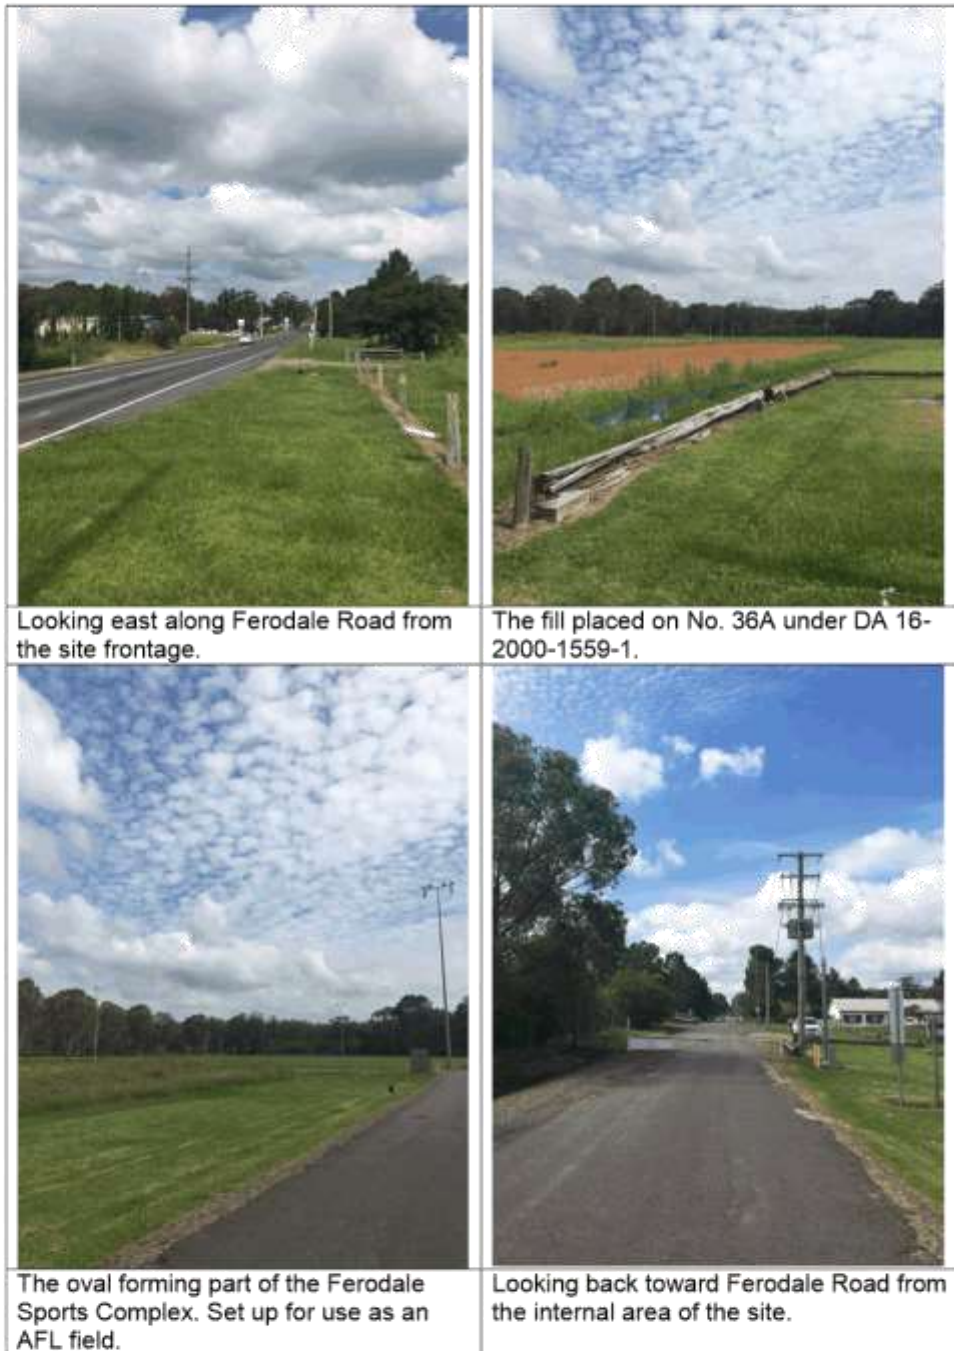 Looking east along Ferodale Road from
the site frontage.
The fill placed on No. 36A under DA 16-
2000-1559-1.
The oval forming part of the Ferodale
Sports Complex. Set up for use as an
AFL field.
Looking back toward Ferodale Road from
the internal area of the site.